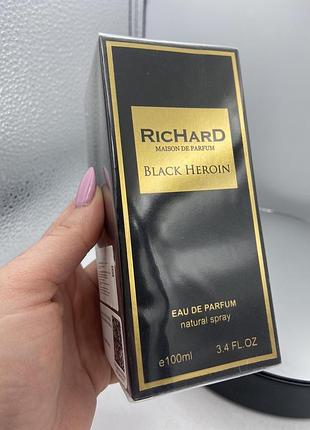 RICHARD
MAISON DE PARFUM
BLACK HEROIN
EAU DE PARFUM
natural spray
e100ml 3.4 FL.OZ